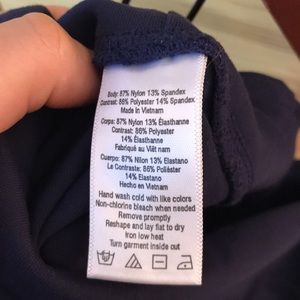 Body: 87% Nylon 13% Spandex
Contrast: 86% Polyester 14% Spandex
Made in Vietnam
Corps: 87% Nylon 13% Élasthanne
Contrast: 86% Polyester
14% Élasthanne
Fabriqué au Việt nam
Cuerpo: 87% Nilon 13% Elastano
La Contraste: 86% Poliéster
14% Elastano
Hecho en Vietnam
Hand wash cold with like colors
Non-chlorine bleach when needed
Remove promptly
Reshape and lay flat to dry
Iron low heat
Turn garment inside out